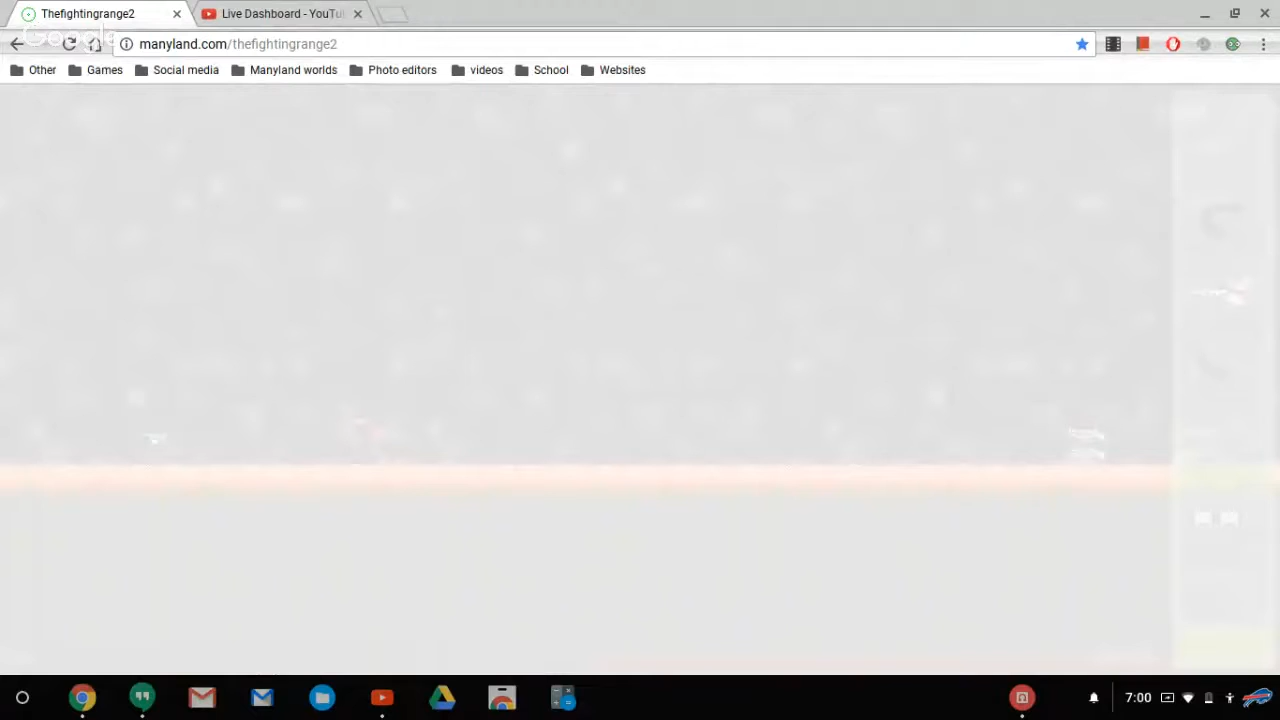 Thefightingrange2
Live Dashboard - YouTu
Google
manyland.com/thefightingrange2
Other Games Social media Manyland worlds Photo editors videos School Websites
7:00